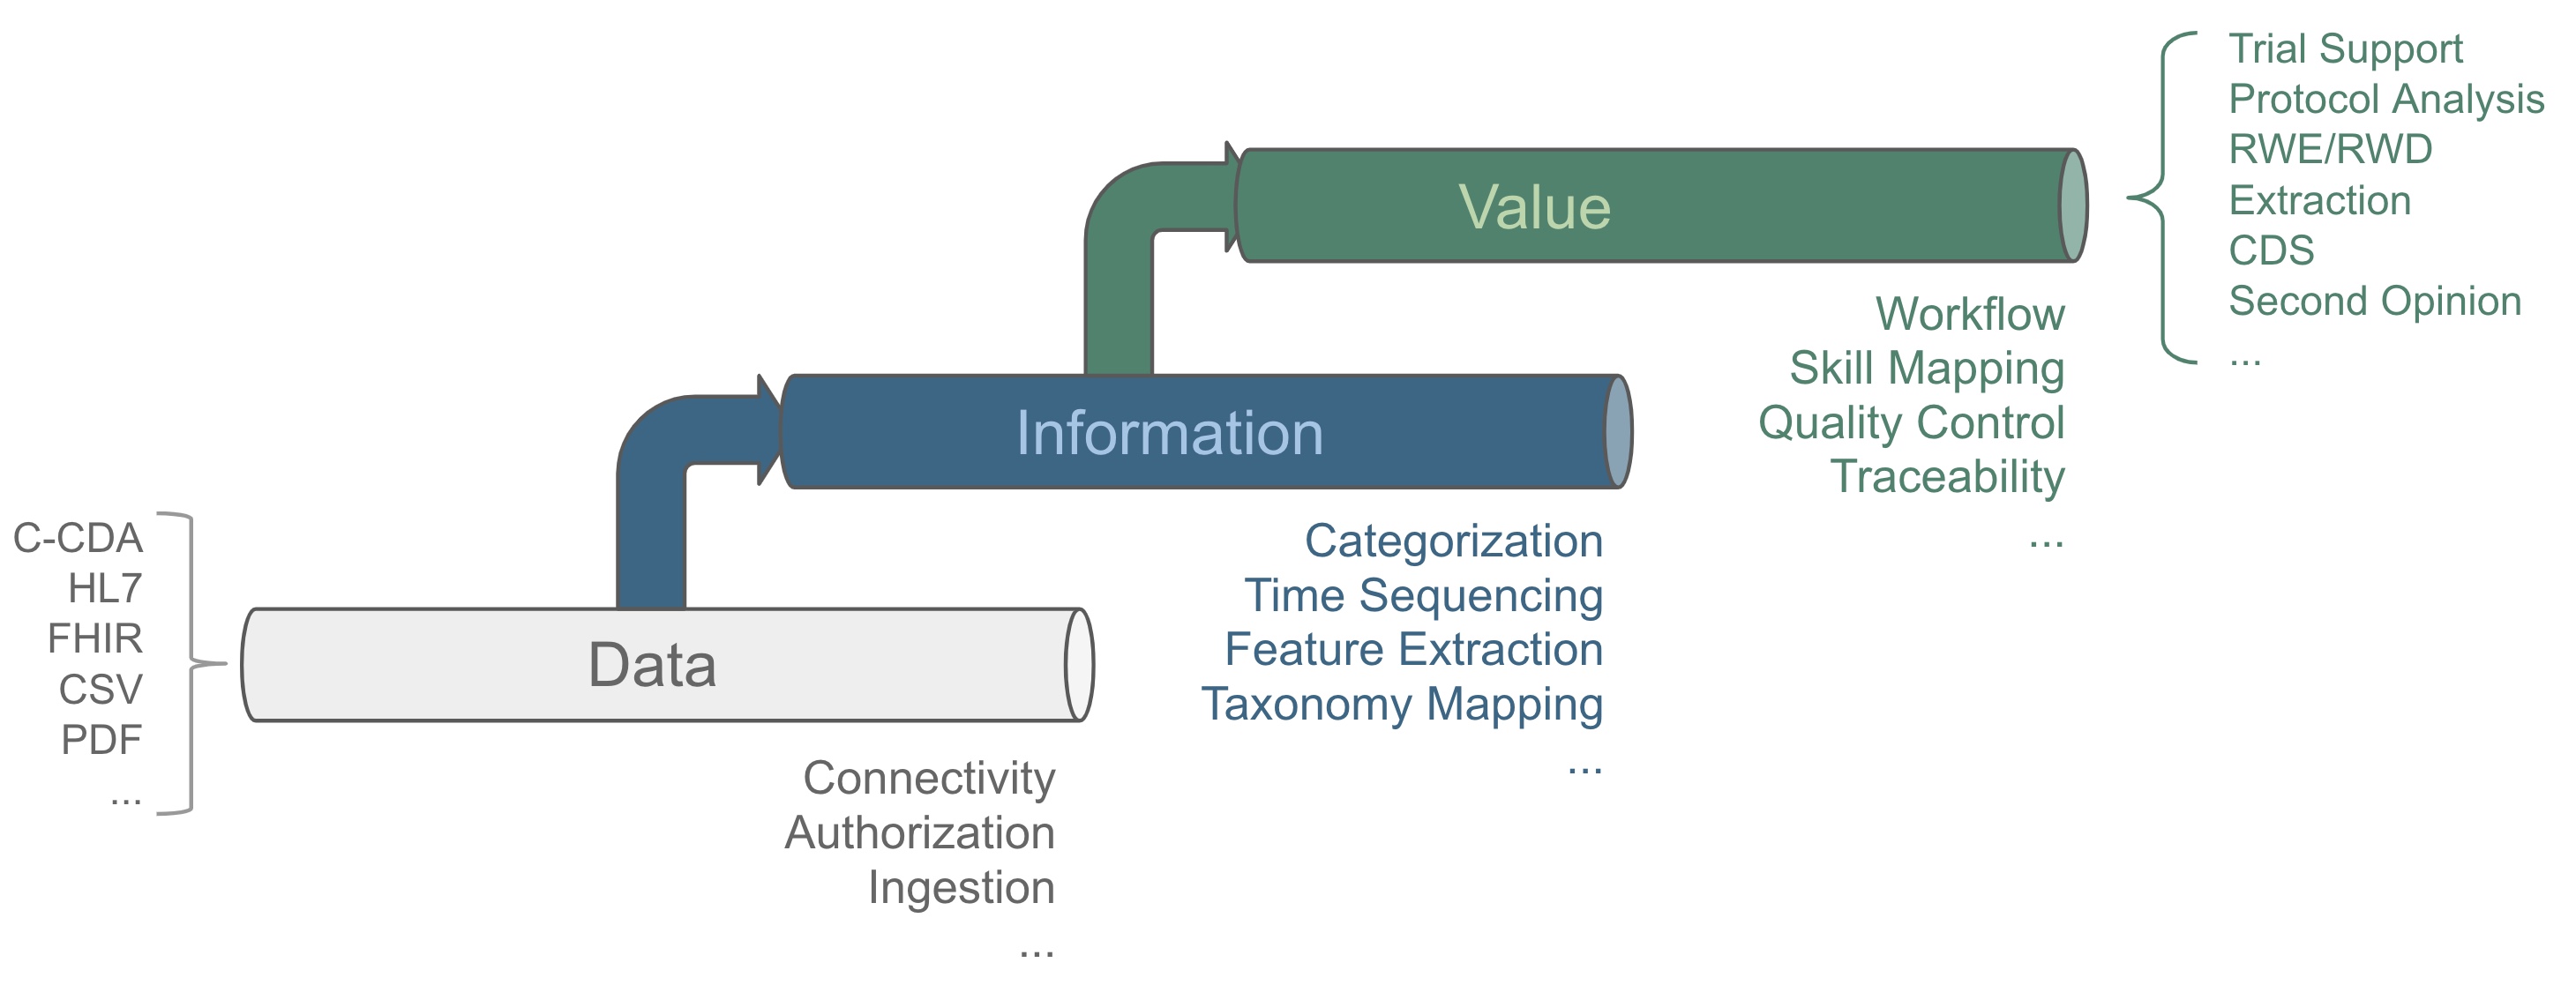 C-CDA
HL7
FHIR
CSV
PDF
...
Data
Connectivity
Authorization
Ingestion
...
Information
Categorization
Time Sequencing
Feature Extraction
Taxonomy Mapping
...
Value
Workflow
Skill Mapping
Quality Control
Traceability
...
Trial Support
Protocol Analysis
RWE/RWD
Extraction
CDS
Second Opinion
...